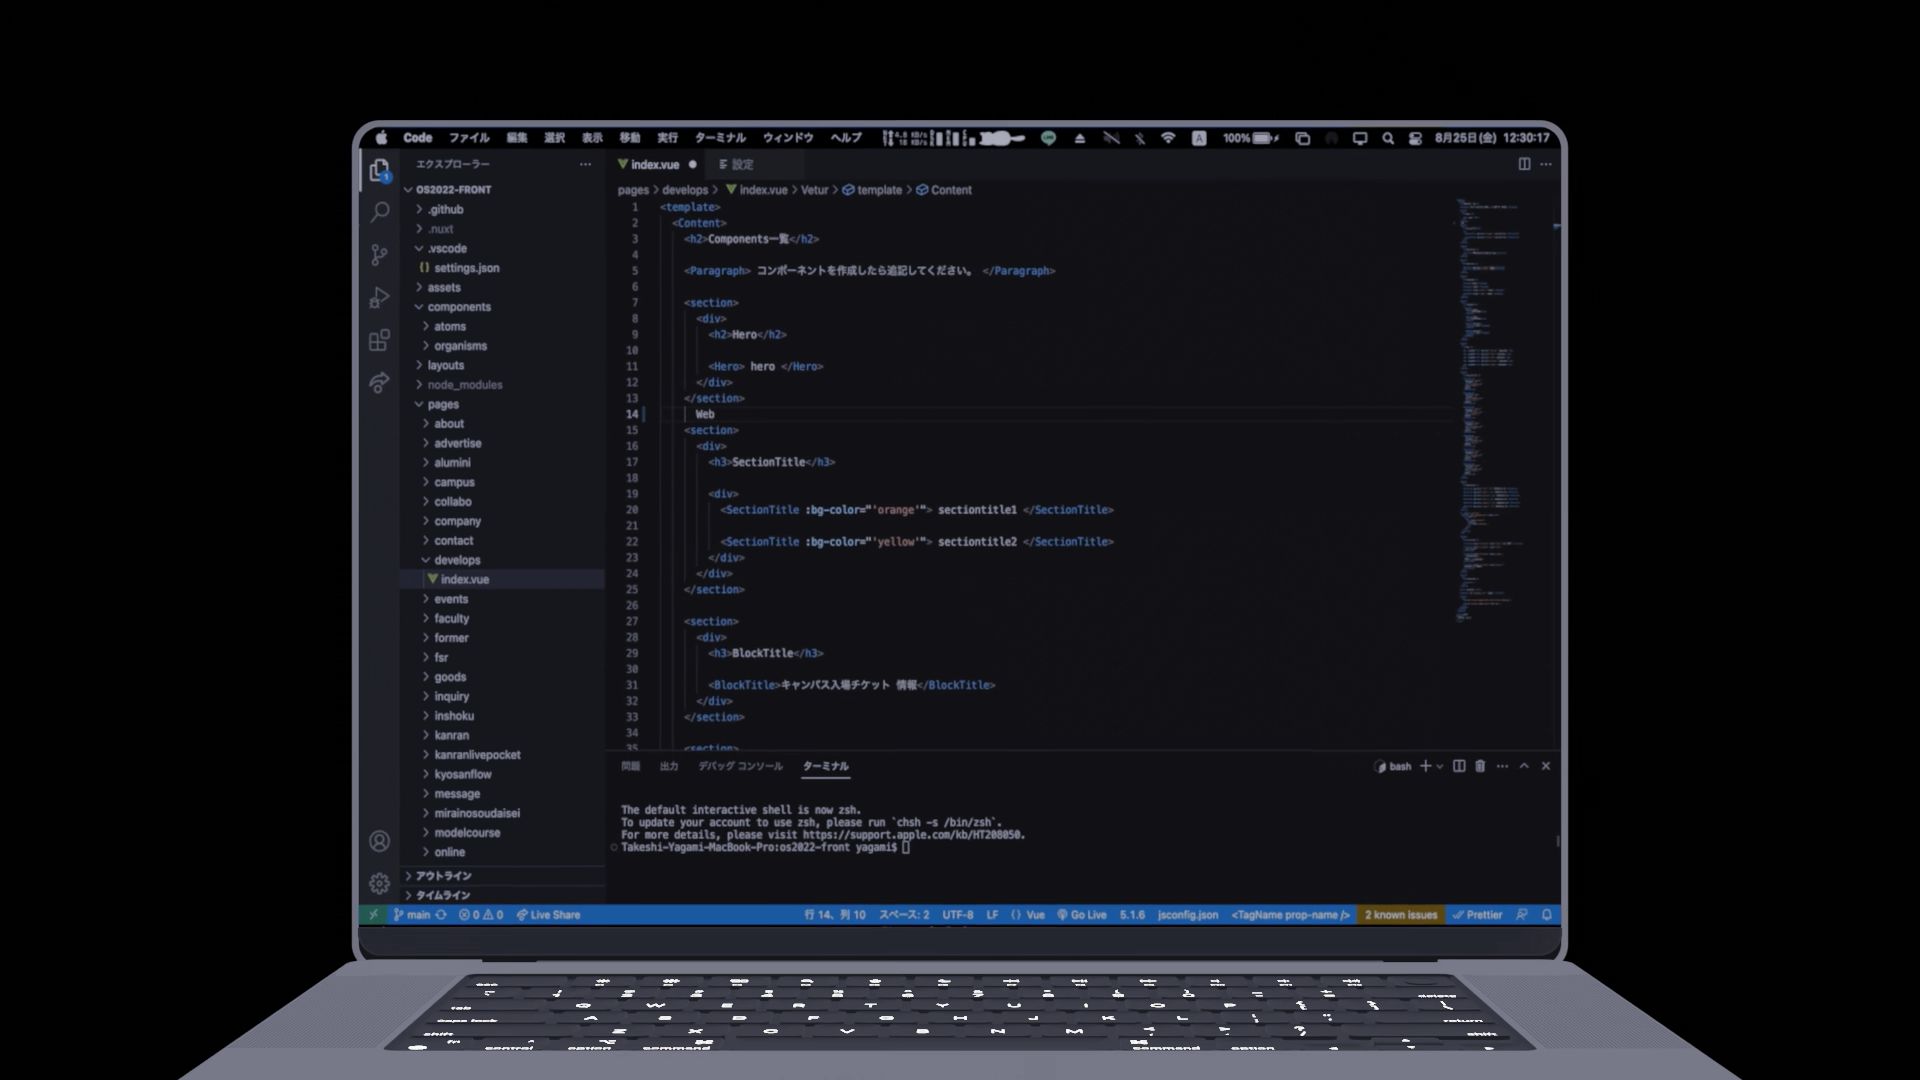 Code ファイル 編集 選択 表示 移動 実行 ターミナル ウィンドウ ヘルプ 100% 8月25日(金) 12:30:17
エクスプローラー
OS2022-FRONT
.github
.nuxt
.vscode
settings.json
assets
components
atoms
organisms
layouts
node_modules
pages
about
advertise
alumini
campus
collabo
company
contact
develops
index.vue
events
faculty
former
fsr
goods
inquiry
inshoku
kanran
kanranlivepocket
kyosanflow
message
mirainosoudaisei
modelcourse
online
アウトライン
タイムライン
index.vue 設定
pages > develops > index.vue > Vetur > template > Content
1 <template>
2 <Content>
3 <h2>Components一覧</h2>
4
5 <Paragraph> コンポーネントを作成したら追記してください。 </Paragraph>
6
7 <section>
8 <div>
9 <h2>Hero</h2>
10
11 <Hero> hero </Hero>
12 </div>
13 </section>
14 Web
15 <section>
16 <div>
17 <h3>SectionTitle</h3>
18
19 <div>
20 <SectionTitle :bg-color="'orange'"> sectiontitle1 </SectionTitle>
21
22 <SectionTitle :bg-color="'yellow'"> sectiontitle2 </SectionTitle>
23 </div>
24 </div>
25 </section>
26
27 <section>
28 <div>
29 <h3>BlockTitle</h3>
30
31 <BlockTitle>キャンパス入場チケット 情報</BlockTitle>
32 </div>
33 </section>
34
35 <section>
問題 出力 デバッグ コンソール ターミナル bash
The default interactive shell is now zsh.
To update your account to use zsh, please run `chsh -s /bin/zsh`.
For more details, please visit https://support.apple.com/kb/HT208050.
Takeshi-Yagami-MacBook-Pro:os2022-front yagami$
main 0 0 Live Share 行 14、列 10 スペース: 2 UTF-8 LF {} Vue Go Live 5.1.6 jsconfig.json <TagName prop-name /> 2 known issues Prettier